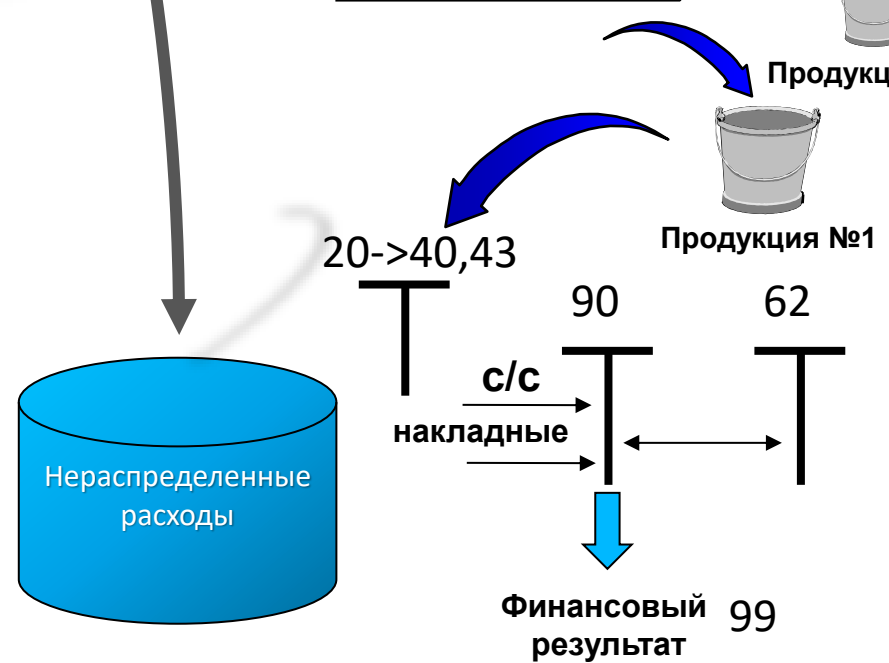 Продукц
Продукция №1
20->40,43
90
62
с/с
накладные
Нераспределенные
расходы
Финансовый
результат
99